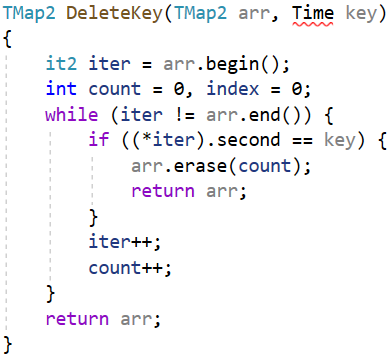 TMap2 DeleteKey(TMap2 arr, Time key)
{
    it2 iter = arr.begin();
    int count = 0, index = 0;
    while (iter != arr.end()) {
        if ((*iter).second == key) {
            arr.erase(count);
            return arr;
        }
        iter++;
        count++;
    }
    return arr;
}